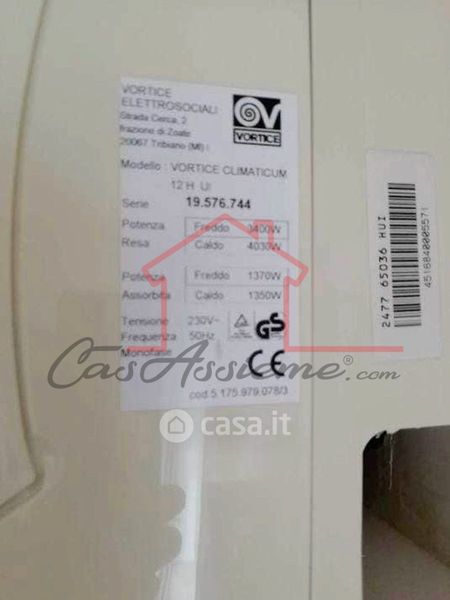 VORTICE
ELETTROSOCIALI
Strada Cerca, 2
frazione di Zoate
20067 Tribiano (MI) I
VORTICE
Modello : VORTICE CLIMATICUM
12 H UI
Serie 19.576.744
Potenza Freddo 3400W
Resa Caldo 4030W
Potenza Freddo 1370W
Assorbita Caldo 1350W
Tensione 230V~
Frequenza 50Hz
Monofase
GS
CE
cod.5.175.979.078/3
2477 65036 HUI
4516840005571
CasAssieme®.com
casa.it